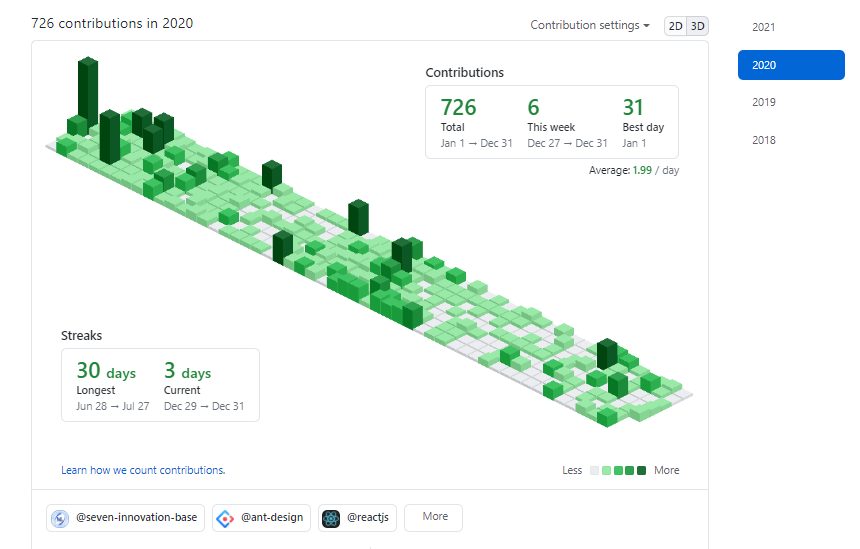 726 contributions in 2020
Contribution settings
2D 3D
2021
2020
2019
2018
Contributions
726 6 31
Total This week Best day
Jan 1 → Dec 31 Dec 27 → Dec 31 Jan 1
Average: 1.99 / day
Streaks
30 days 3 days
Longest Current
Jun 28 → Jul 27 Dec 29 → Dec 31
Learn how we count contributions.
Less More
@seven-innovation-base @ant-design @reactjs More